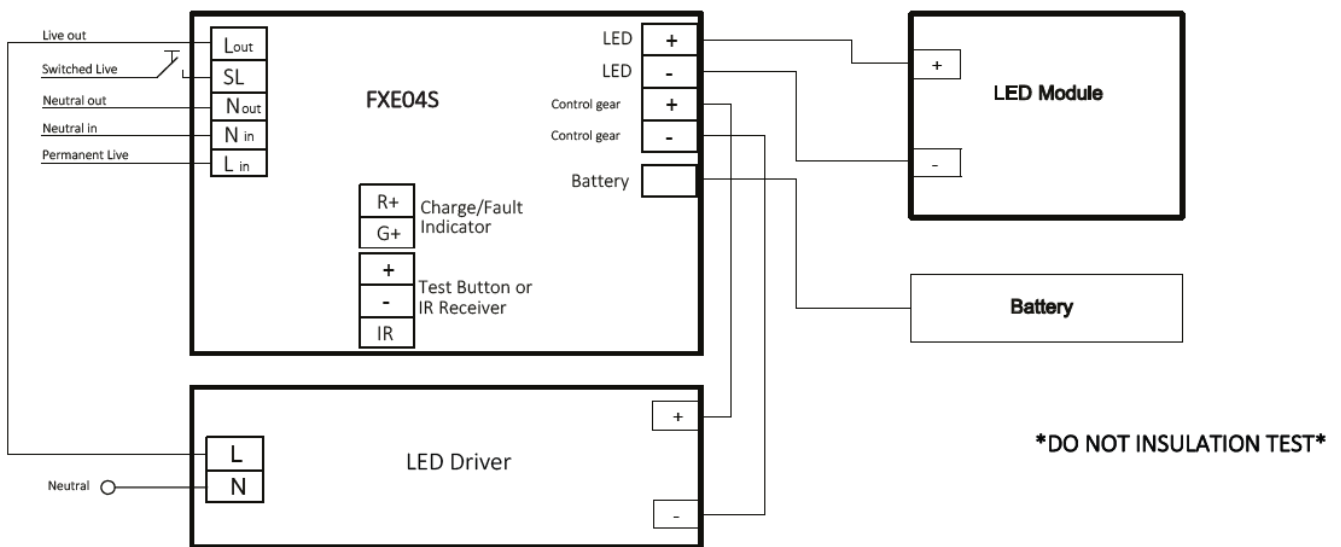 Live out
Switched Live
Neutral out
Neutral in
Permanent Live
Lout
SL
Nout
N in
L in
FXE04S
LED +
LED -
Control gear +
Control gear -
Battery
R+
G+
Charge/Fault
Indicator
+
-
IR
Test Button or
IR Receiver
+
-
LED Module
Battery
*DO NOT INSULATION TEST*
Neutral
L
N
LED Driver
+
-